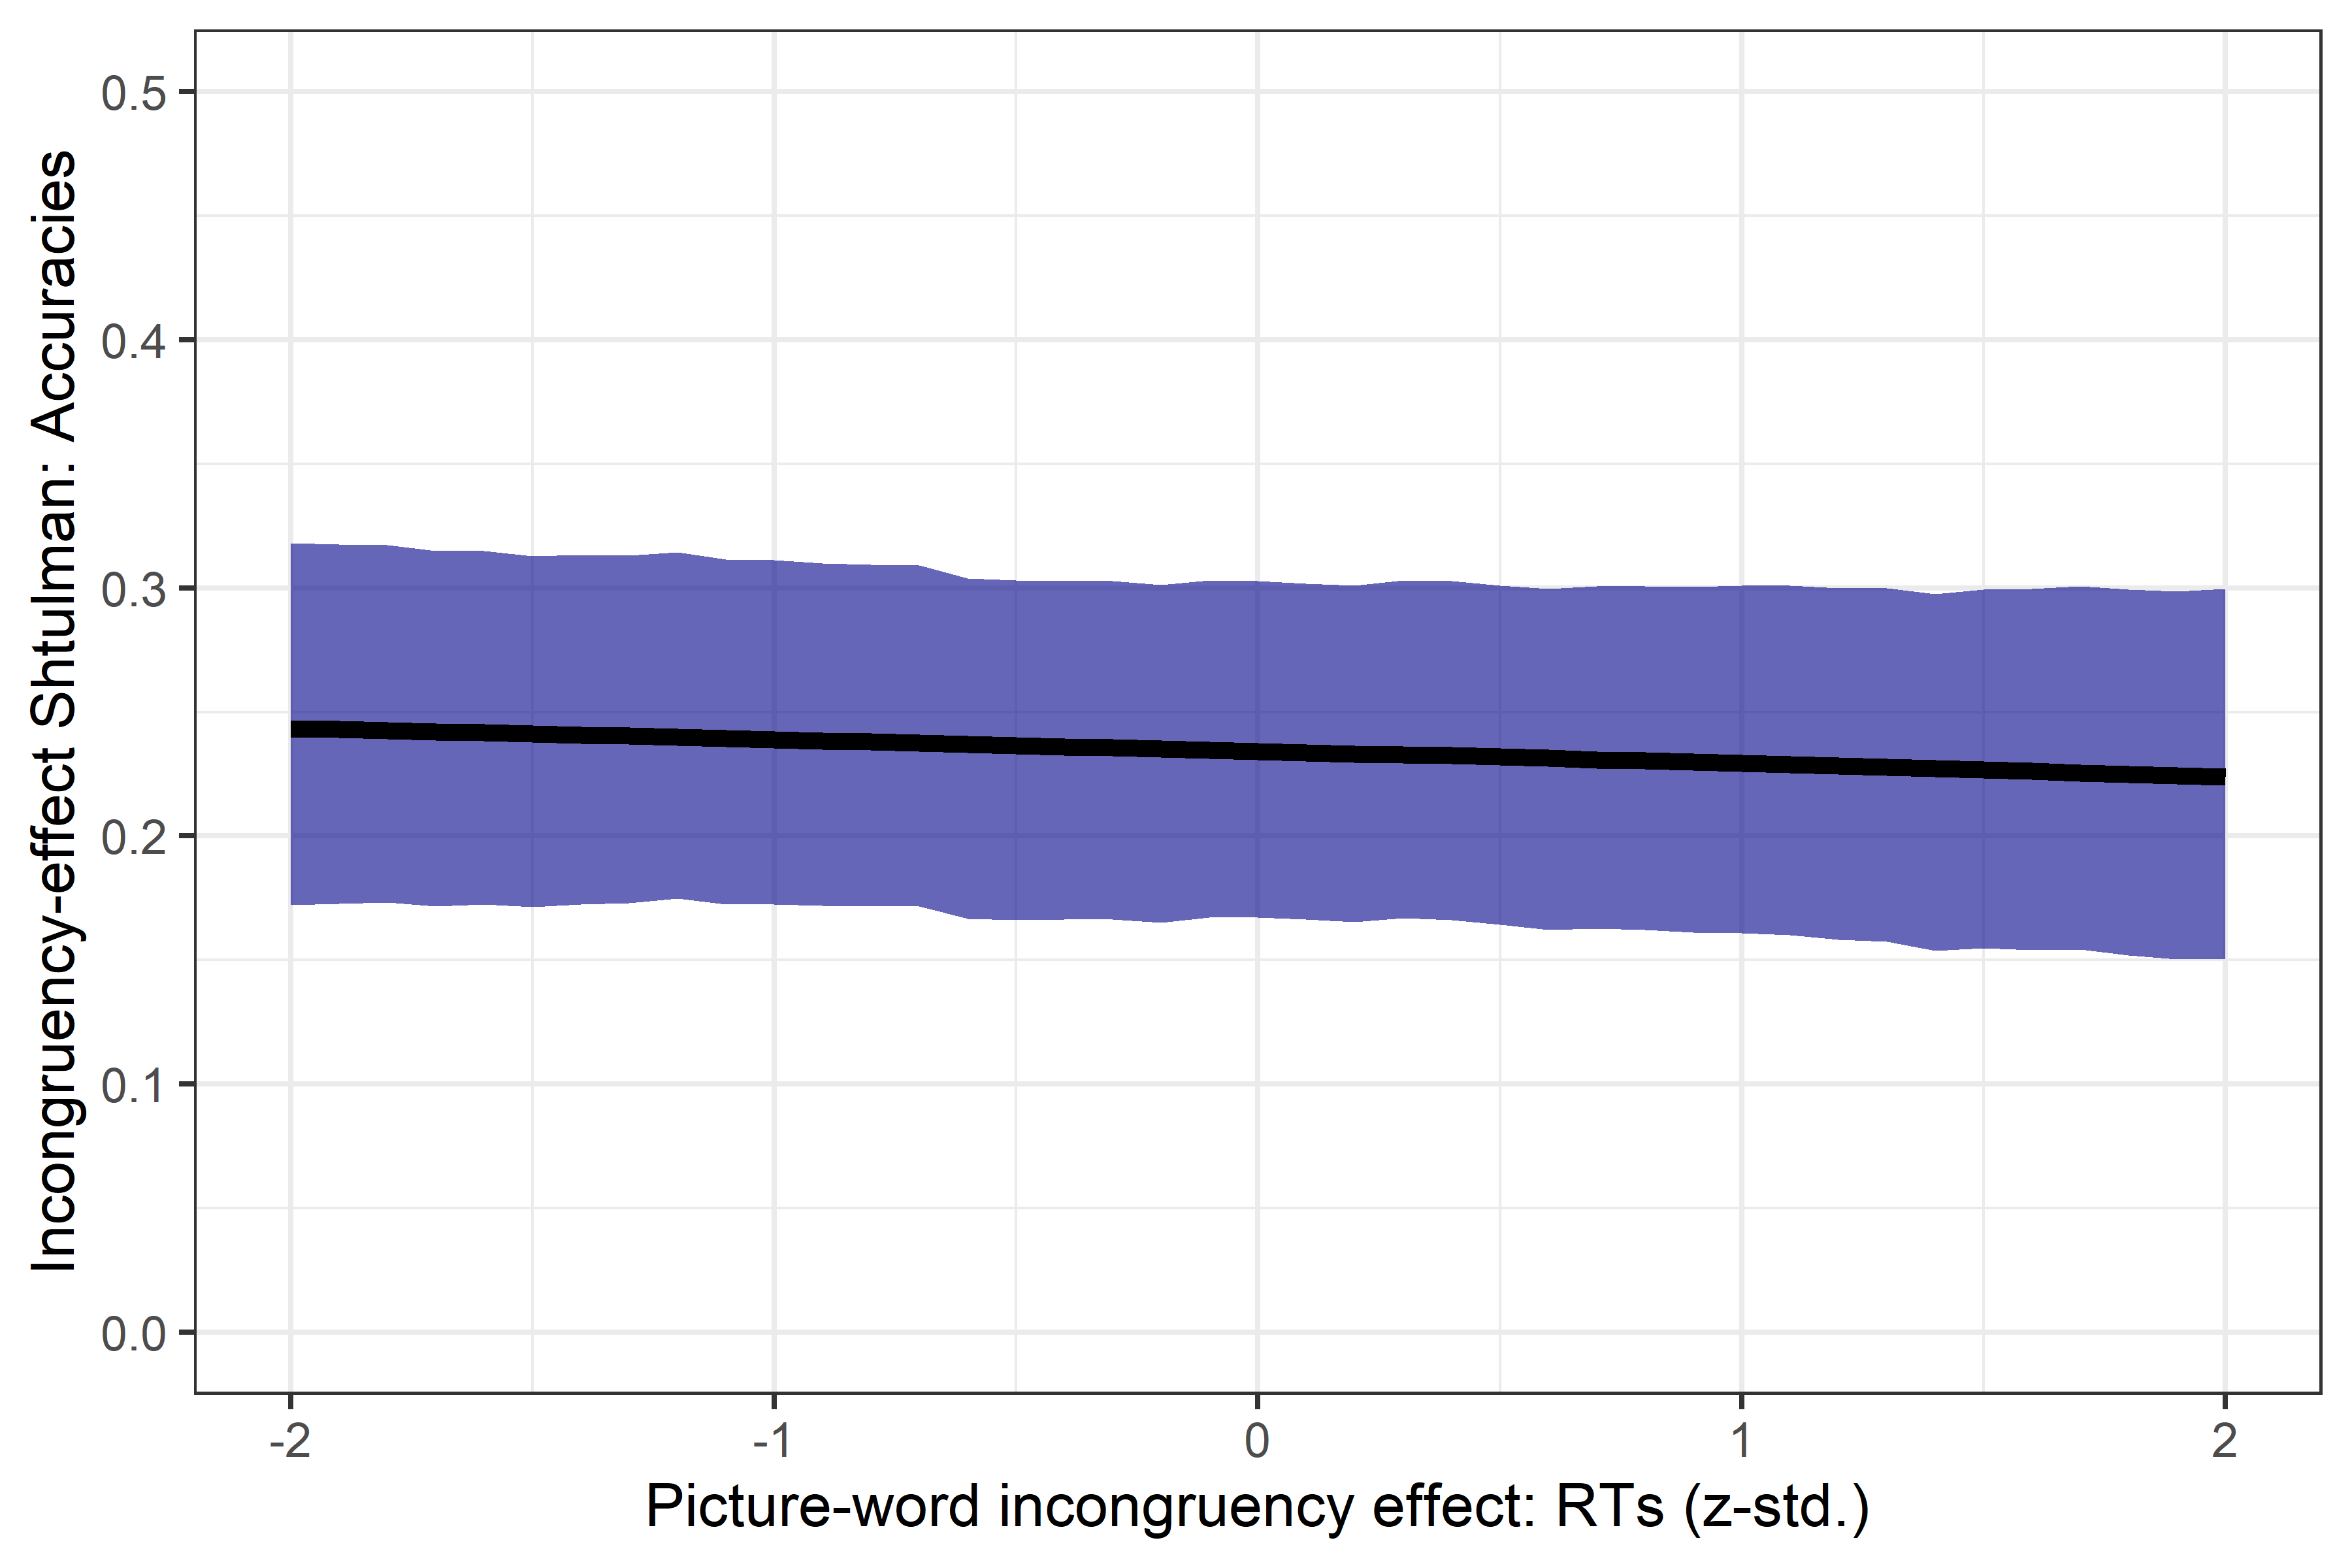 Incongruency-effect Shtulman: Accuracies
0.5
0.4
0.3
0.2
0.1
0.0
-2 -1 0 1 2
Picture-word incongruency effect: RTs (z-std.)